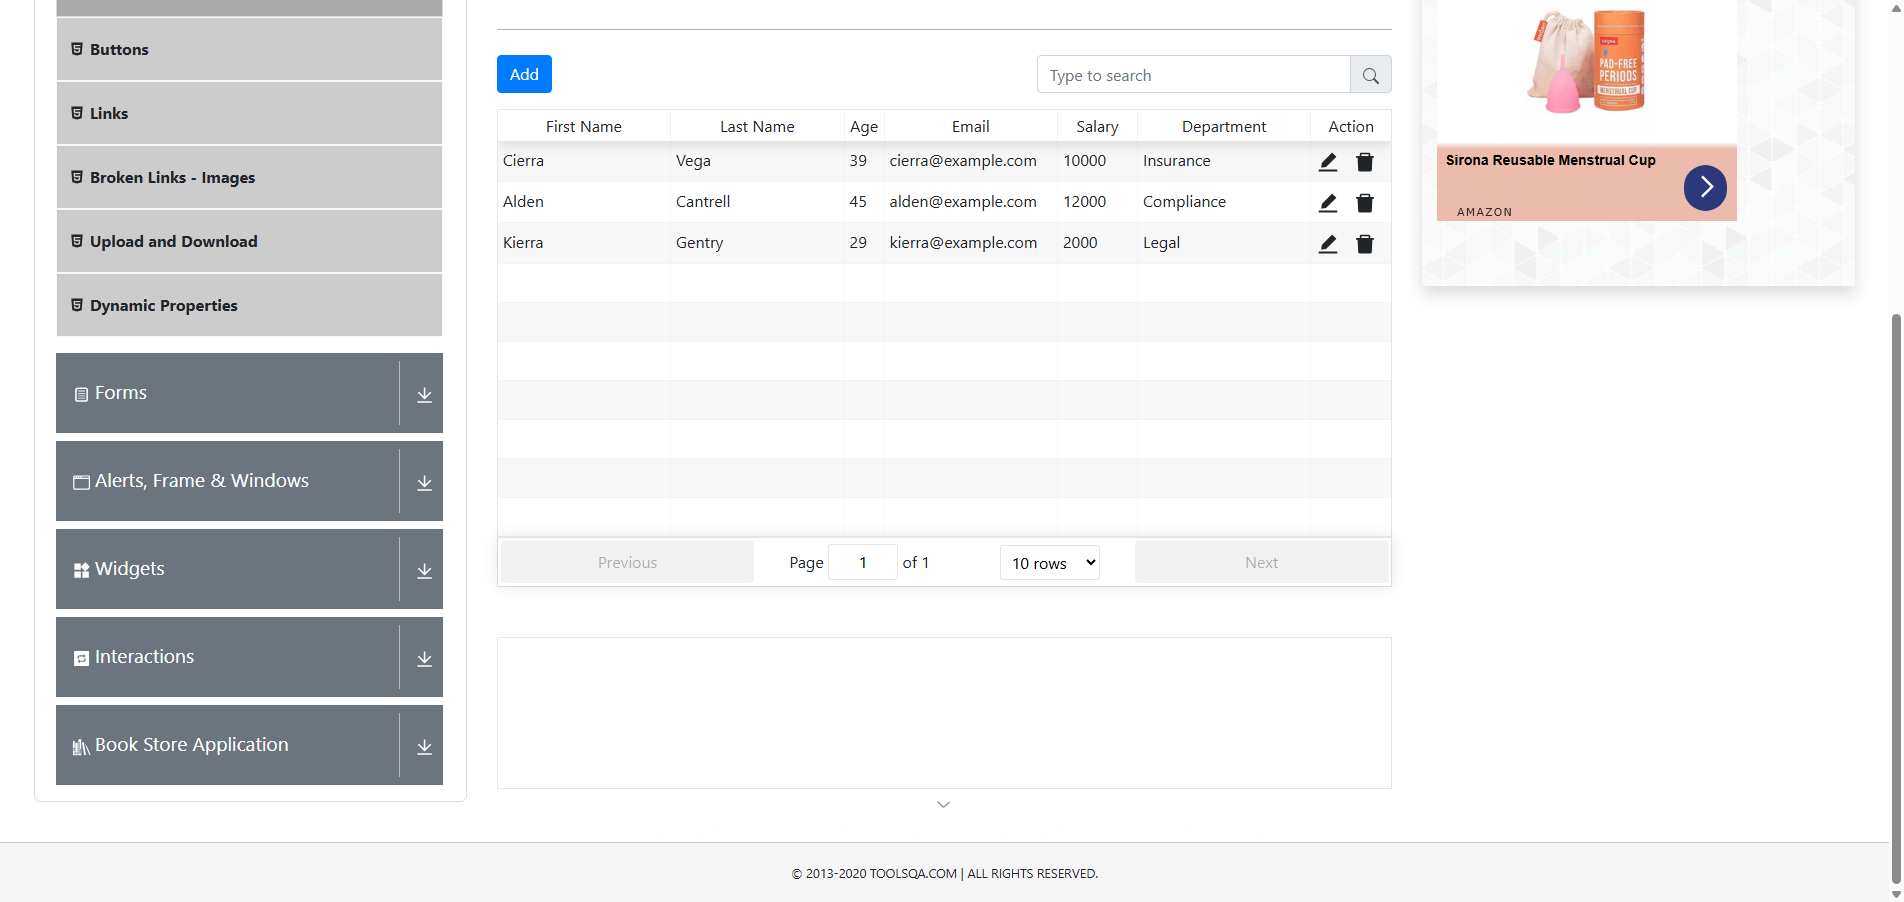 Buttons
Links
Broken Links - Images
Upload and Download
Dynamic Properties
Forms
Alerts, Frame & Windows
Widgets
Interactions
Book Store Application
Add
Type to search
First Name Last Name Age Email Salary Department Action
Cierra Vega 39 cierra@example.com 10000 Insurance
Alden Cantrell 45 alden@example.com 12000 Compliance
Kierra Gentry 29 kierra@example.com 2000 Legal
Previous Page 1 of 1 10 rows Next
PAD-FREE
PERIODS
MENSTRUAL CUP
Sirona Reusable Menstrual Cup
AMAZON
© 2013-2020 TOOLSQA.COM | ALL RIGHTS RESERVED.